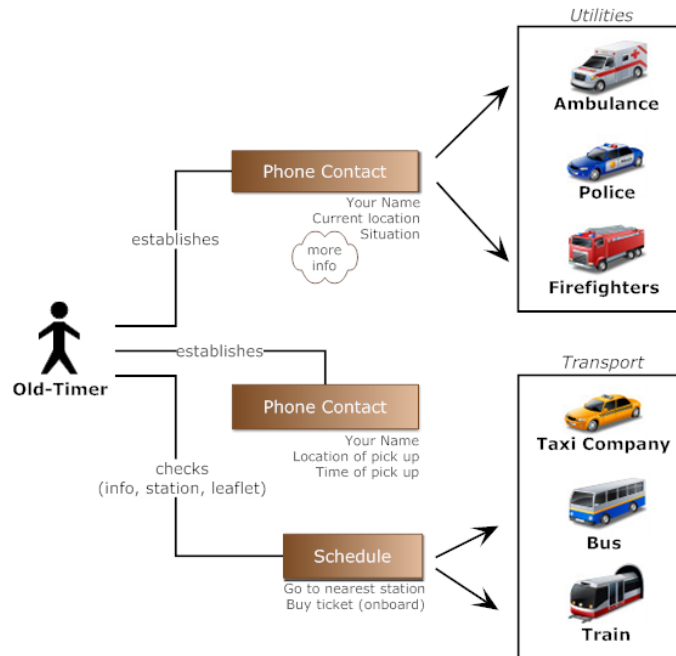 Utilities
Ambulance
Phone Contact
Your Name
Current location
Situation
more
info
Police
establishes
Firefighters
Old-Timer
establishes
Transport
Phone Contact
Your Name
Location of pick up
Time of pick up
Taxi Company
checks
(info, station, leaflet)
Schedule
Go to nearest station
Buy ticket (onboard)
Bus
Train